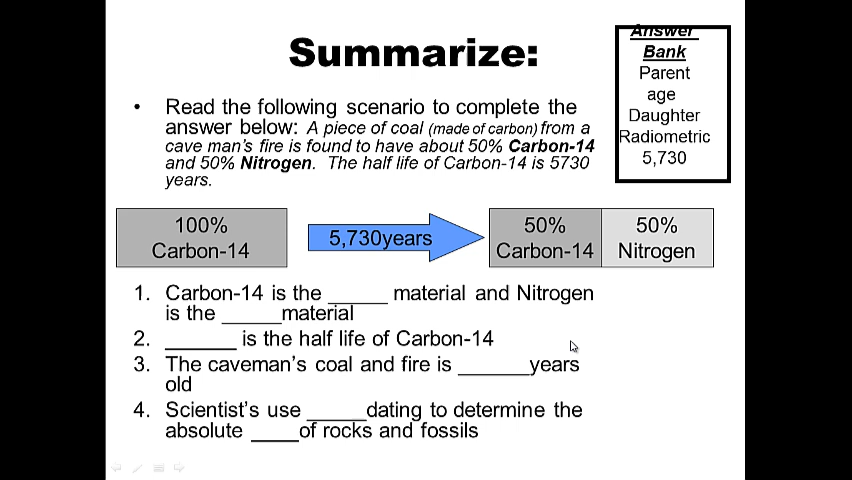 Summarize:
Answer
Bank
Parent
age
Daughter
Radiometric
5,730
• Read the following scenario to complete the
answer below: A piece of coal (made of carbon) from a
cave man's fire is found to have about 50% Carbon-14
and 50% Nitrogen. The half life of Carbon-14 is 5730
years.
100%
Carbon-14
5,730years
50%
Carbon-14
50%
Nitrogen
1. Carbon-14 is the _____ material and Nitrogen
is the _____material
2. ______ is the half life of Carbon-14
3. The caveman's coal and fire is ______years
old
4. Scientist's use _____dating to determine the
absolute ____of rocks and fossils